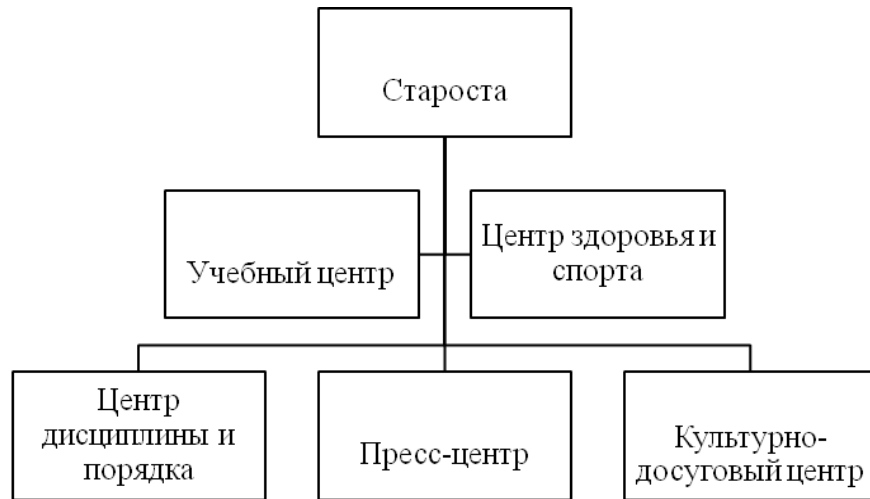 Староста
Учебный центр
Центр здоровья и
спорта
Центр
дисциплины и
порядка
Пресс-центр
Культурно-
досуговый центр